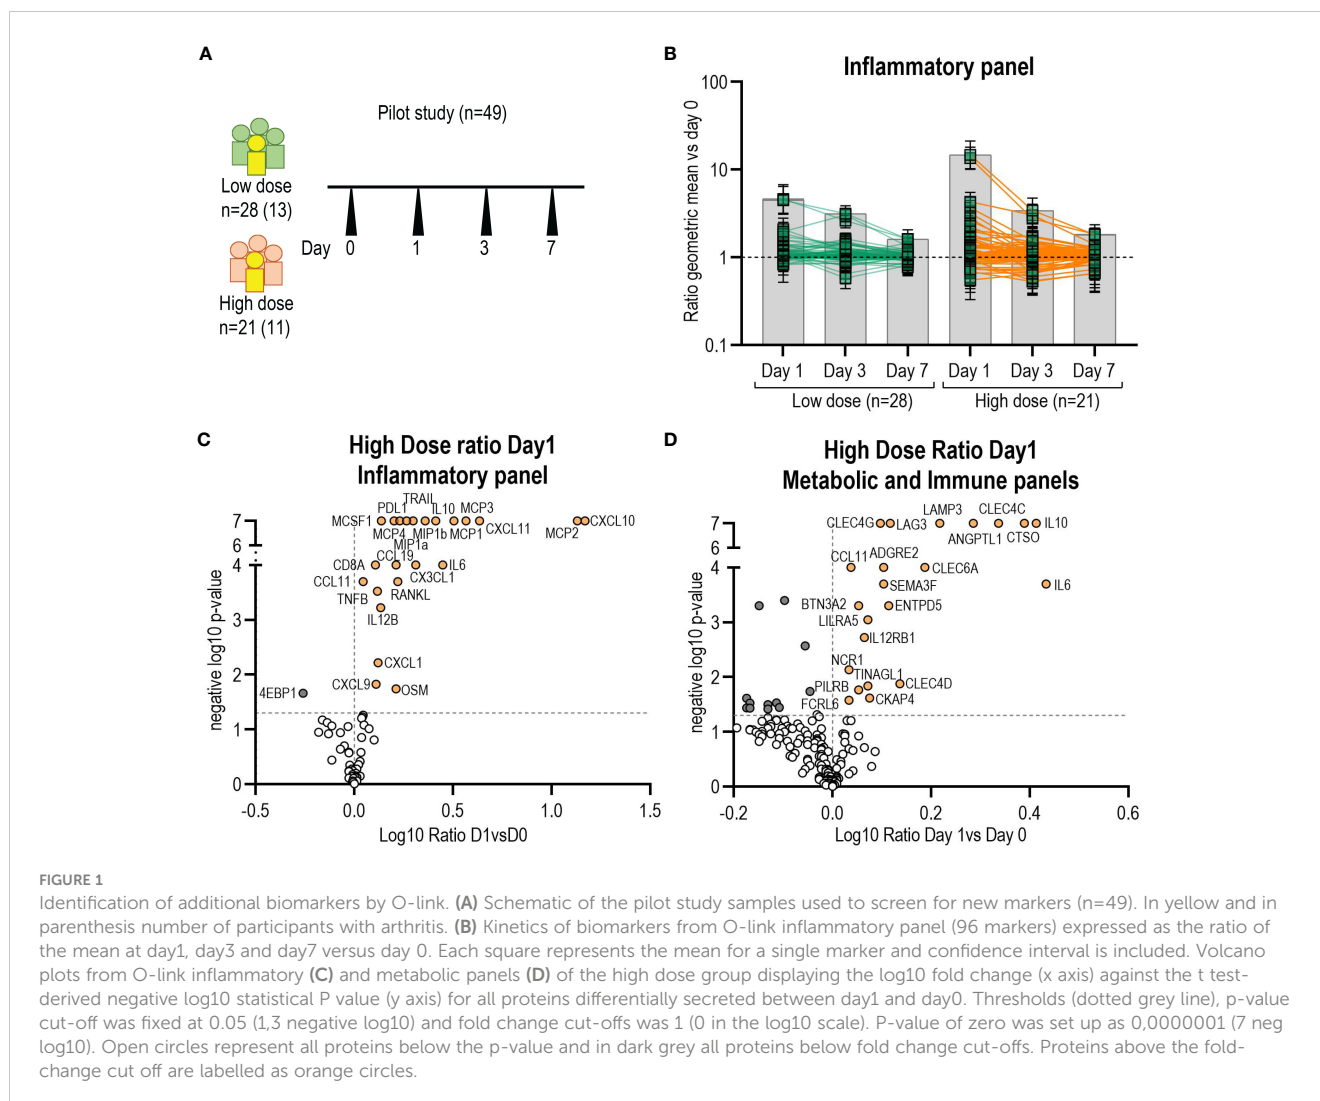 A
Pilot study (n=49)
Low dose
n=28 (13)
High dose
n=21 (11)
Day 0 1 3 7
B
Inflammatory panel
Ratio geometric mean vs day 0
100
10
1
0.1
Day 1 Day 3 Day 7 Day 1 Day 3 Day 7
Low dose (n=28) High dose (n=21)
C
High Dose ratio Day1
Inflammatory panel
negative log10 p-value
7
6
4
3
2
1
0
TRAIL
PDL1 IL10 MCP3
MCSF1 CXCL10
MCP4 MIP1b MCP1 CXCL11 MCP2
MIP1a
CCL19
CD8A IL6
CCL11 CX3CL1
TNFB RANKL
IL12B
CXCL1
CXCL9 OSM
4EBP1
-0.5 0.0 0.5 1.0 1.5
Log10 Ratio D1vsD0
D
High Dose Ratio Day1
Metabolic and Immune panels
negative log10 p-value
7
6
4
3
2
1
0
LAMP3 CLEC4C
CLEC4G LAG3 IL10
ANGPTL1 CTSO
CCL11 ADGRE2
CLEC6A
SEMA3F IL6
BTN3A2 ENTPD5
LILRA5
IL12RB1
NCR1
TINAGL1
PILRB CLEC4D
FCRL6 CKAP4
-0.2 0.0 0.2 0.4 0.6
Log10 Ratio Day 1vs Day 0
FIGURE 1
Identification of additional biomarkers by O-link. (A) Schematic of the pilot study samples used to screen for new markers (n=49). In yellow and in
parenthesis number of participants with arthritis. (B) Kinetics of biomarkers from O-link inflammatory panel (96 markers) expressed as the ratio of
the mean at day1, day3 and day7 versus day 0. Each square represents the mean for a single marker and confidence interval is included. Volcano
plots from O-link inflammatory (C) and metabolic panels (D) of the high dose group displaying the log10 fold change (x axis) against the t test-
derived negative log10 statistical P value (y axis) for all proteins differentially secreted between day1 and day0. Thresholds (dotted grey line), p-value
cut-off was fixed at 0.05 (1,3 negative log10) and fold change cut-offs was 1 (0 in the log10 scale). P-value of zero was set up as 0,0000001 (7 neg
log10). Open circles represent all proteins below the p-value and in dark grey all proteins below fold change cut-offs. Proteins above the fold-
change cut off are labelled as orange circles.